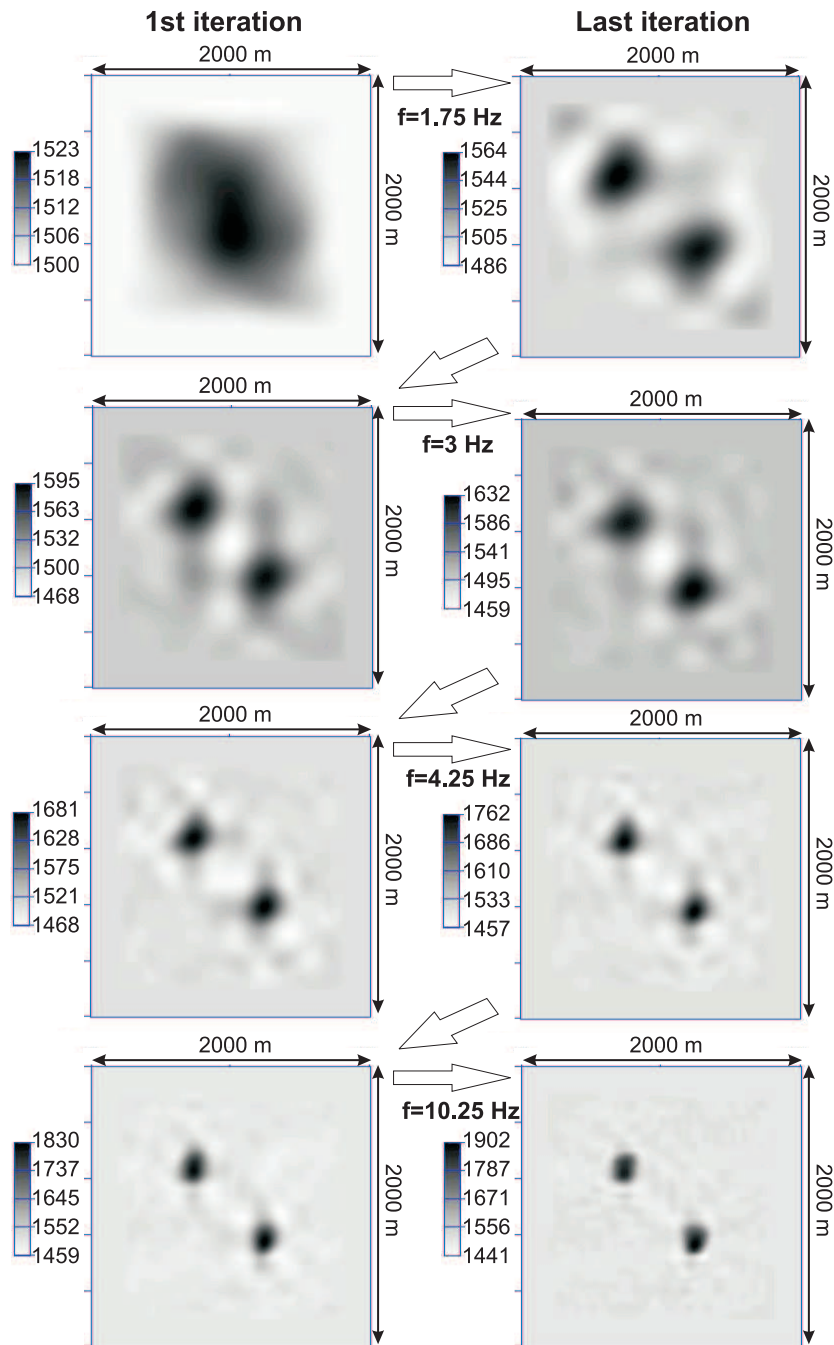 1st iteration
Last iteration
2000 m
2000 m
f=1.75 Hz
1523
1518
1512
1506
1500
2000 m
1564
1544
1525
1505
1486
2000 m
2000 m
2000 m
f=3 Hz
1595
1563
1532
1500
1468
2000 m
1632
1586
1541
1495
1459
2000 m
2000 m
2000 m
f=4.25 Hz
1681
1628
1575
1521
1468
2000 m
1762
1686
1610
1533
1457
2000 m
2000 m
2000 m
f=10.25 Hz
1830
1737
1645
1552
1459
2000 m
1902
1787
1671
1556
1441
2000 m